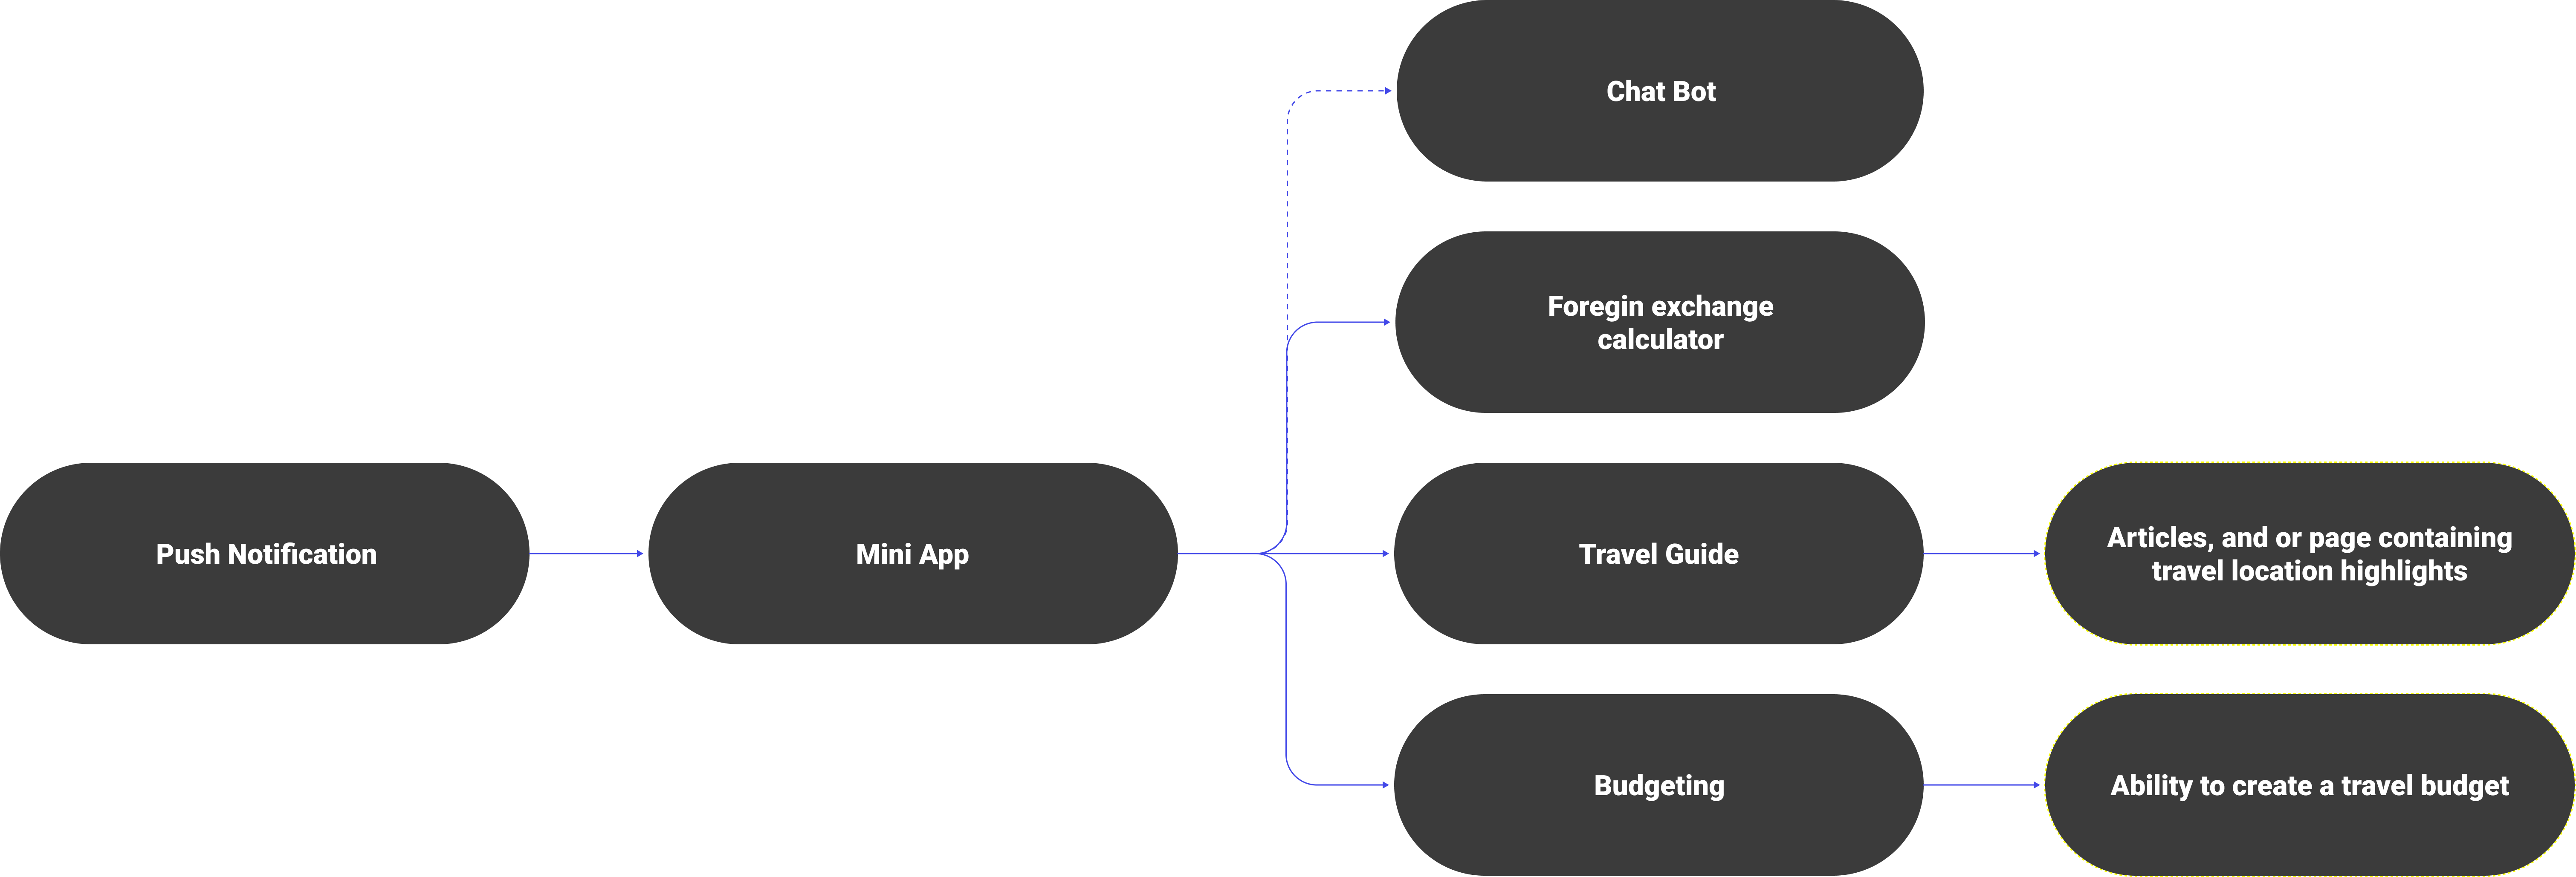 Chat Bot
Foregin exchange
calculator
Push Notification
Mini App
Travel Guide
Articles, and or page containing
travel location highlights
Budgeting
Ability to create a travel budget